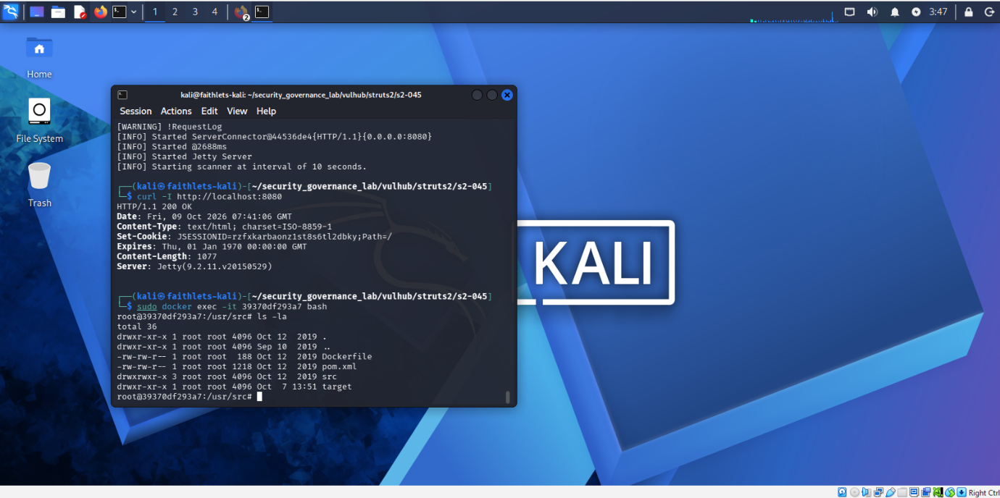 1 2 3 4 2 3:47
Home
File System
Trash
kali@faithlets-kali: ~/security_governance_lab/vulhub/struts2/s2-045
Session Actions Edit View Help
[WARNING] !RequestLog
[INFO] Started ServerConnector@44536de4{HTTP/1.1}{0.0.0.0:8080}
[INFO] Started @2688ms
[INFO] Started Jetty Server
[INFO] Starting scanner at interval of 10 seconds.
┌──(kali㉿faithlets-kali)-[~/security_governance_lab/vulhub/struts2/s2-045]
└─$ curl -I http://localhost:8080
HTTP/1.1 200 OK
Date: Fri, 09 Oct 2026 07:41:06 GMT
Content-Type: text/html; charset=ISO-8859-1
Set-Cookie: JSESSIONID=rzfxkarbaonz1st8s6tl2dbky;Path=/
Expires: Thu, 01 Jan 1970 00:00:00 GMT
Content-Length: 1077
Server: Jetty(9.2.11.v20150529)
┌──(kali㉿faithlets-kali)-[~/security_governance_lab/vulhub/struts2/s2-045]
└─$ sudo docker exec -it 39370df293a7 bash
root@39370df293a7:/usr/src# ls -la
total 36
drwxr-xr-x 1 root root 4096 Oct 12  2019 .
drwxr-xr-x 1 root root 4096 Sep 10  2019 ..
-rw-rw-r-- 1 root root  188 Oct 12  2019 Dockerfile
-rw-rw-r-- 1 root root 1218 Oct 12  2019 pom.xml
drwxrwxr-x 3 root root 4096 Oct 12  2019 src
drwxr-xr-x 1 root root 4096 Oct  7 13:51 target
root@39370df293a7:/usr/src#
KALI
Right Ctrl